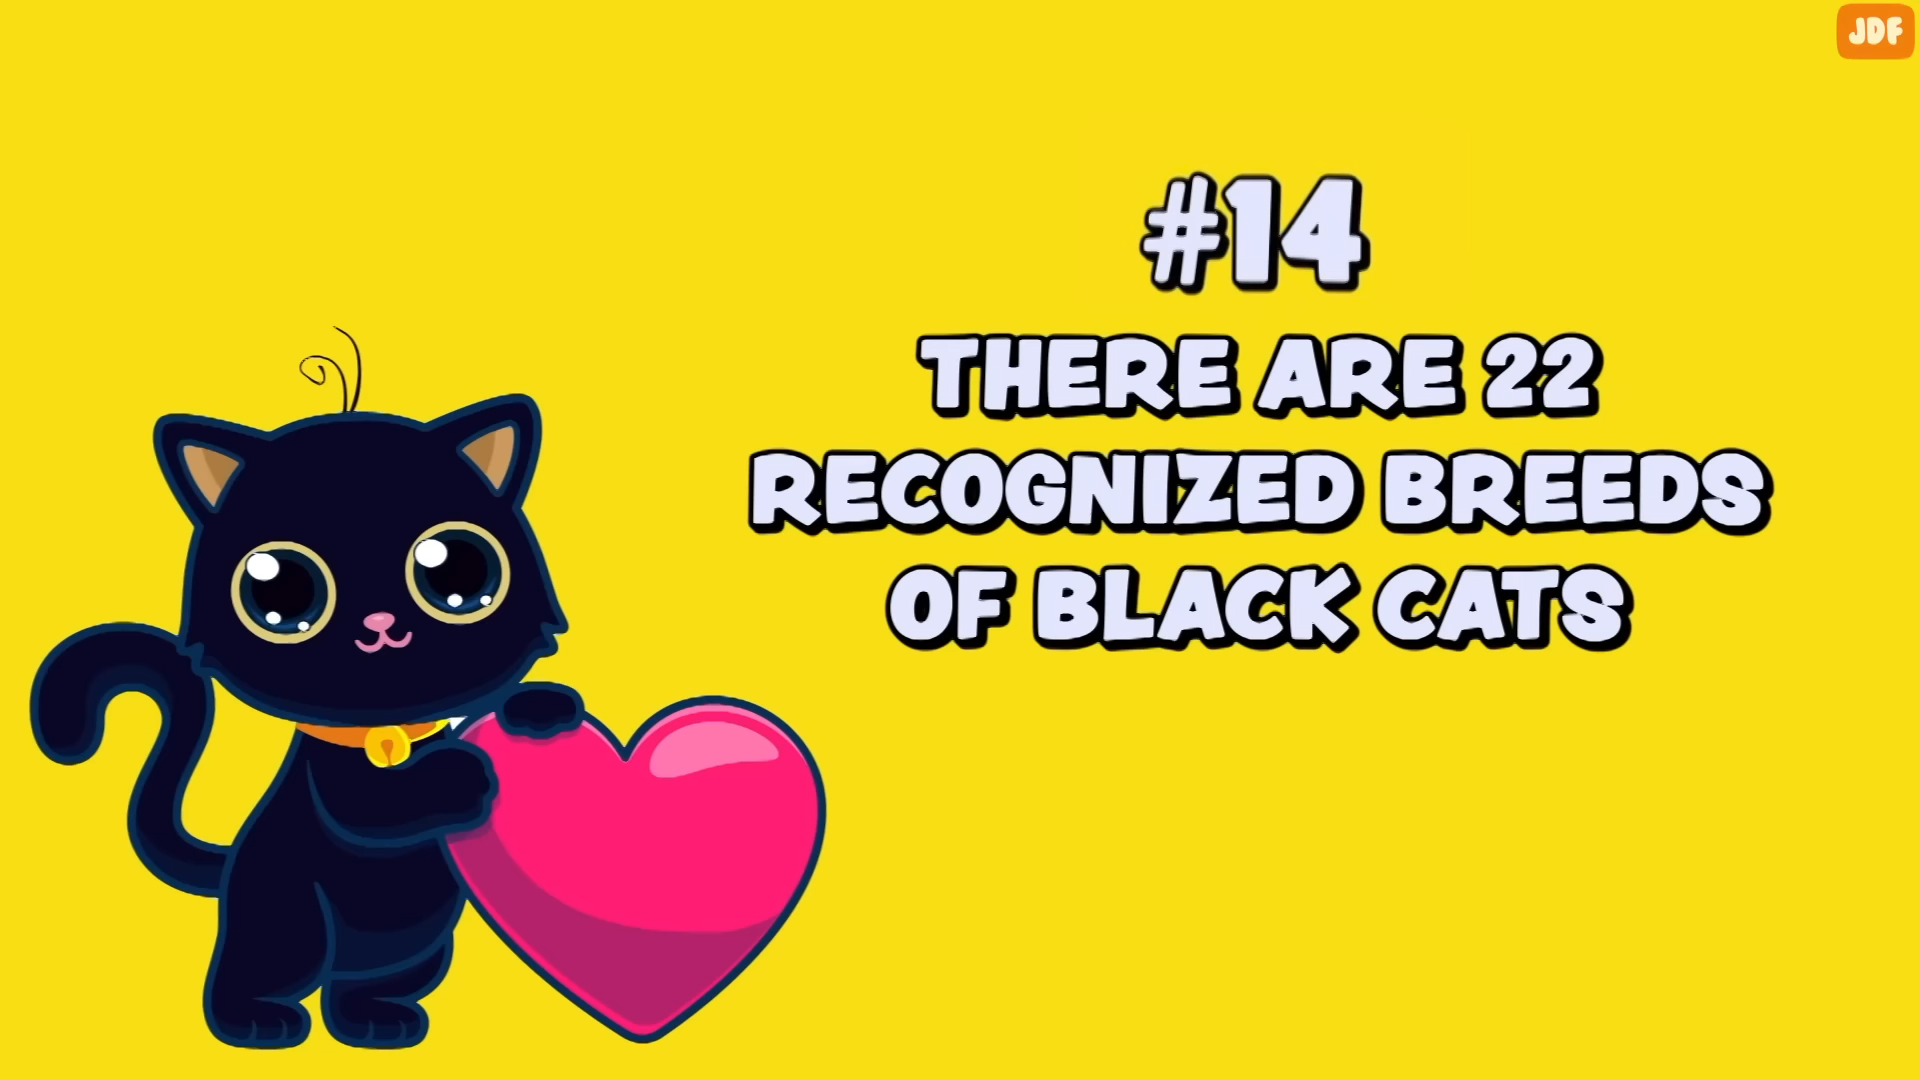 JDF
#14
THERE ARE 22
RECOGNIZED BREEDS
OF BLACK CATS